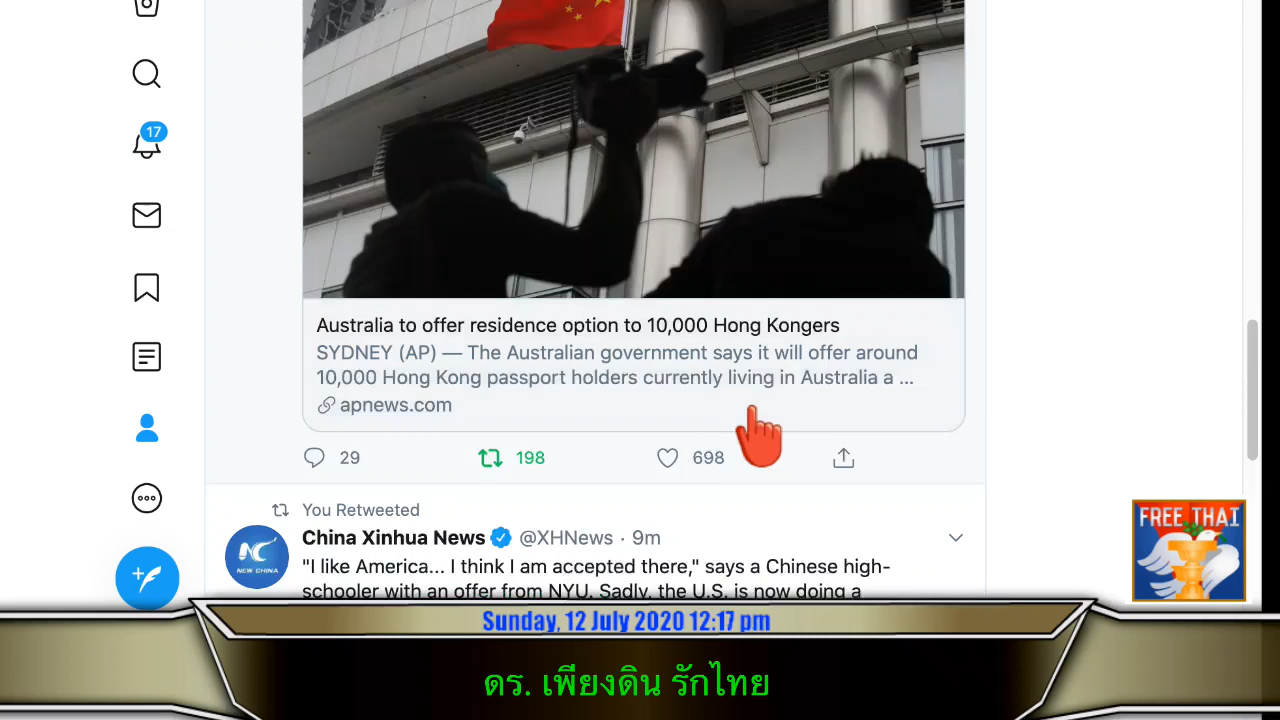 17
Australia to offer residence option to 10,000 Hong Kongers
SYDNEY (AP) — The Australian government says it will offer around
10,000 Hong Kong passport holders currently living in Australia a ...
apnews.com
29 198 698
You Retweeted
China Xinhua News @XHNews · 9m
NEW CHINA
"I like America... I think I am accepted there," says a Chinese high-
schooler with an offer from NYU. Sadly, the U.S. is now doing a
FREE THAI
Sunday, 12 July 2020 12:17 pm
ดร. เพียงดิน รักไทย